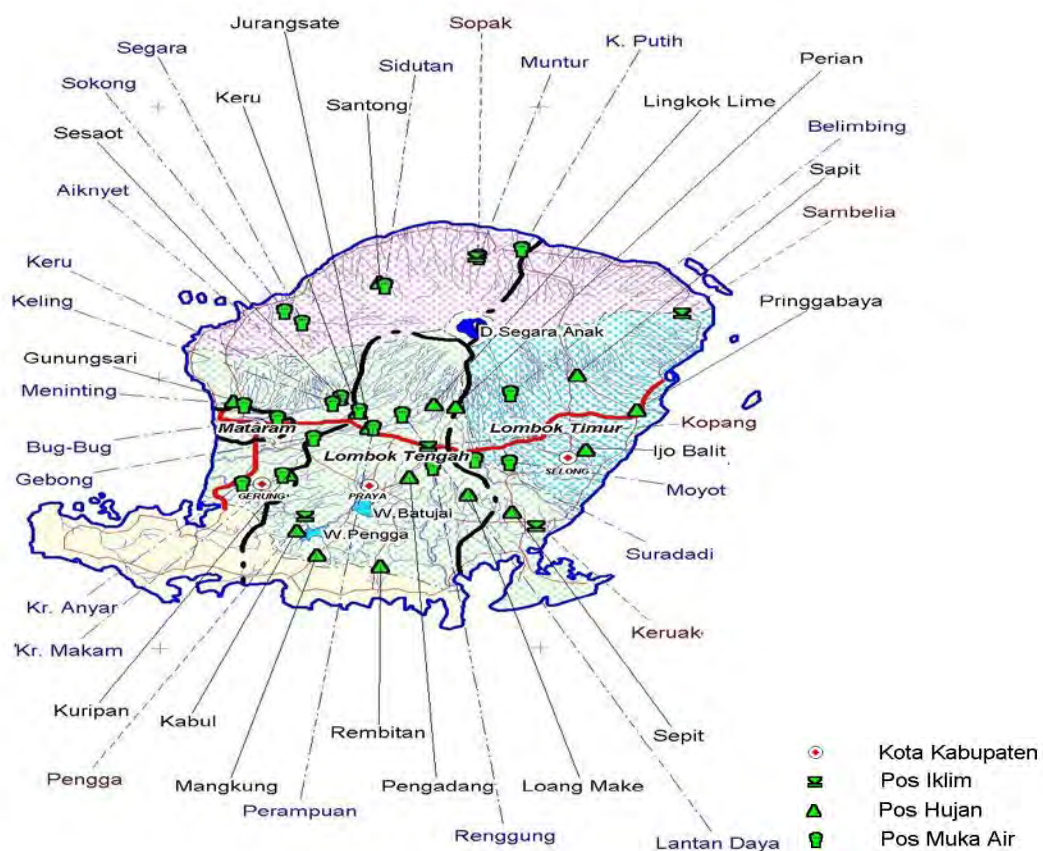 Jurangsate
Sopak
Segara
K. Putih
Sidutan
Muntur
Perian
Sokong
Keru
Santong
Lingkok Lime
Sesaot
Belimbing
Aiknyet
Sapit
Sambelia
Keru
Keling
Pringgabaya
D.Segara Anak
Gunungsari
Meninting
Mataram
Lombok Timur
Kopang
Bug-Bug
Lombok Tengah
Ijo Balit
Gebong
SELONG
Moyot
GERUNG
PRAYA
W.Batujai
W.Pengga
Suradadi
Kr. Anyar
Keruak
Kr. Makam
Kuripan
Kabul
Rembitan
Sepit
Kota Kabupaten
Pengga
Mangkung
Pengadang
Loang Make
Pos Iklim
Perampuan
Pos Hujan
Renggung
Lantan Daya
Pos Muka Air